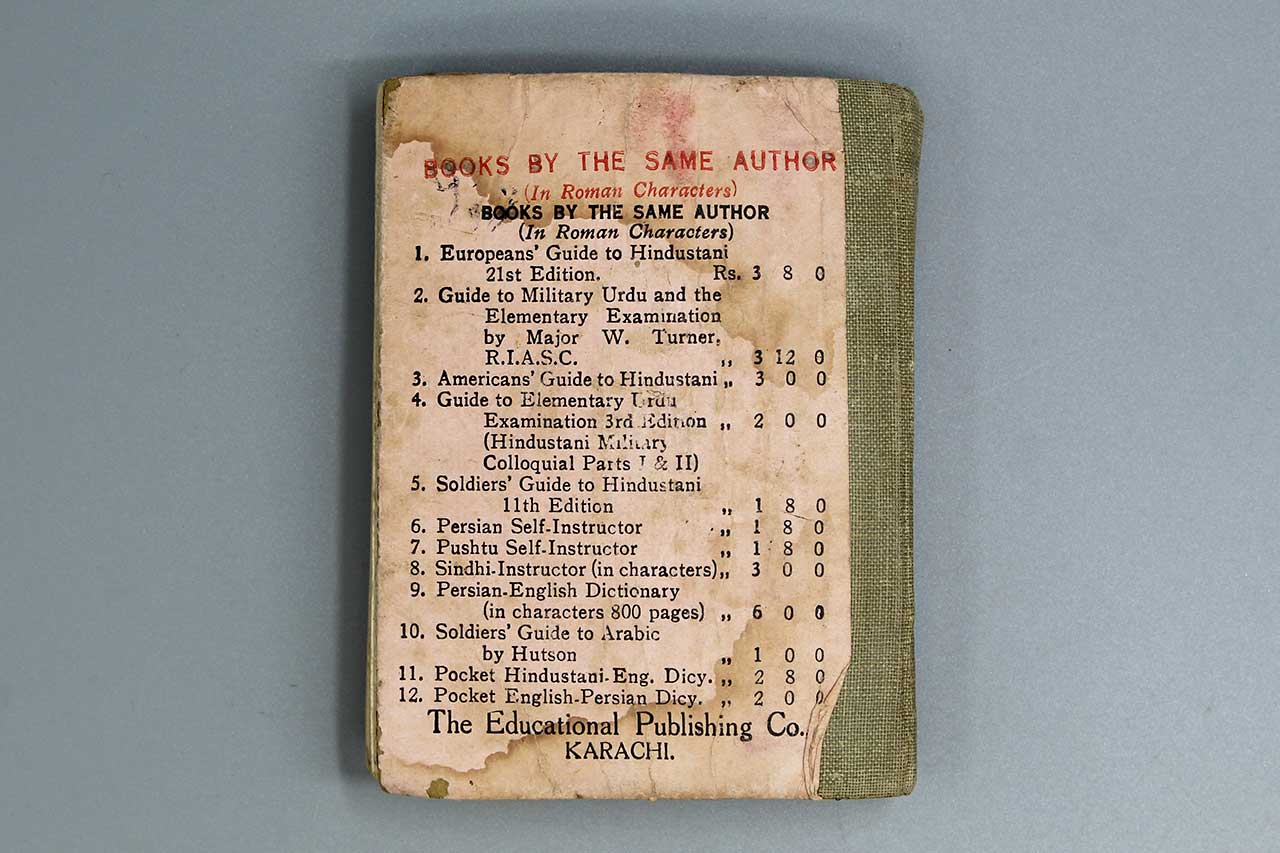 BOOKS BY THE SAME AUTHOR
(In Roman Characters)
BOOKS BY THE SAME AUTHOR
(In Roman Characters)
1. Europeans' Guide to Hindustani
21st Edition. Rs. 3 8 0
2. Guide to Military Urdu and the
Elementary Examination
by Major W. Turner,
R.I.A.S.C. ,, 3 12 0
3. Americans' Guide to Hindustani ,, 3 0 0
4. Guide to Elementary Urdu
Examination 3rd Edition ,, 2 0 0
(Hindustani Military
Colloquial Parts I & II)
5. Soldiers' Guide to Hindustani
11th Edition ,, 1 8 0
6. Persian Self-Instructor ,, 1 8 0
7. Pushtu Self-Instructor ,, 1 8 0
8. Sindhi-Instructor (in characters) ,, 3 0 0
9. Persian-English Dictionary
(in characters 800 pages) ,, 6 0 0
10. Soldiers' Guide to Arabic
by Hutson ,, 1 0 0
11. Pocket Hindustani-Eng. Dicy. ,, 2 8 0
12. Pocket English-Persian Dicy. ,, 2 0 0
The Educational Publishing Co.,
KARACHI.